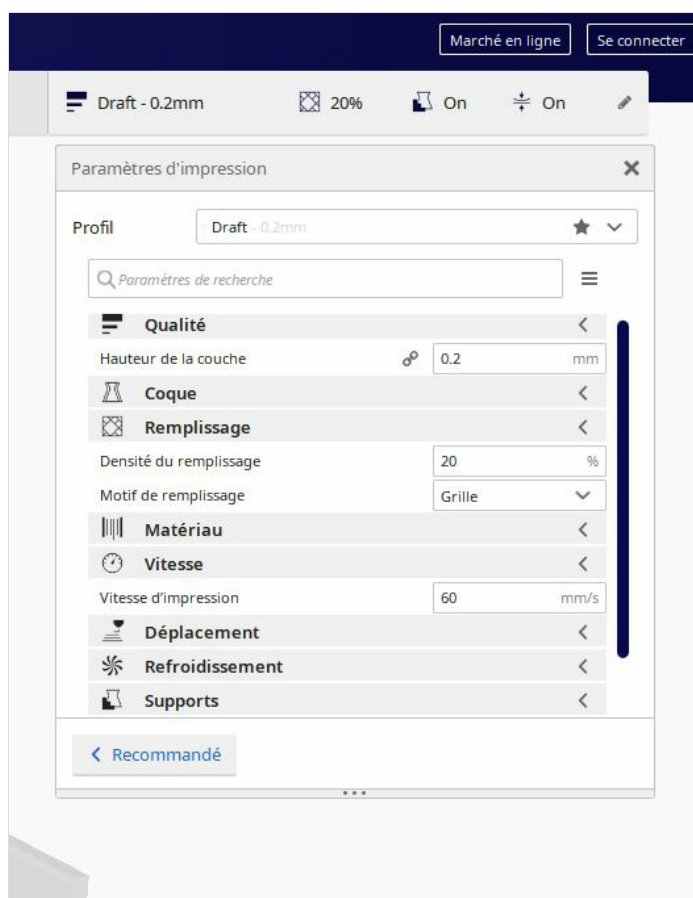 Marché en ligne Se connecter
Draft - 0.2mm 20% On On
Paramètres d'impression
Profil Draft - 0.2mm
Paramètres de recherche
Qualité
Hauteur de la couche 0.2 mm
Coque
Remplissage
Densité du remplissage 20 %
Motif de remplissage Grille
Matériau
Vitesse
Vitesse d’impression 60 mm/s
Déplacement
Refroidissement
Supports
Recommandé